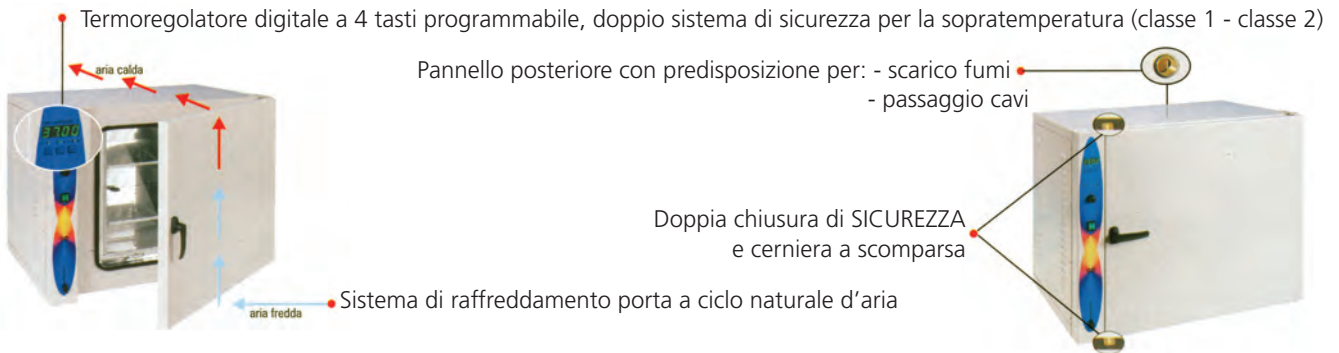 Termoregolatore digitale a 4 tasti programmabile, doppio sistema di sicurezza per la sopratemperatura (classe 1 - classe 2)
aria calda
Pannello posteriore con predisposizione per: - scarico fumi
- passaggio cavi
3700
Doppia chiusura di SICUREZZA
e cerniera a scomparsa
Sistema di raffreddamento porta a ciclo naturale d’aria
aria fredda